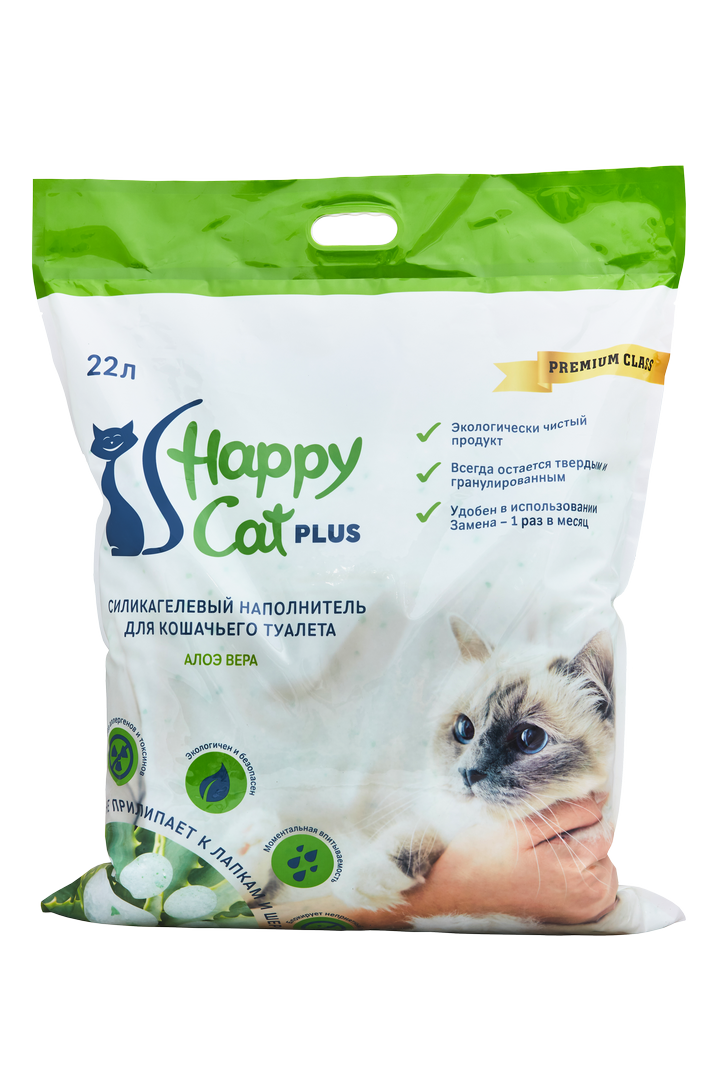 22л
PREMIUM CLASS
Happy
Cat PLUS
Экологически чистый
продукт
Всегда остается твердым и
гранулированным
Удобен в использовании
Замена – 1 раз в месяц
СИЛИКАГЕЛЕВЫЙ НАПОЛНИТЕЛЬ
ДЛЯ КОШАЧЬЕГО ТУАЛЕТА
АЛОЭ ВЕРА
и токсинов
Экологичен и безопасен
Моментальная впитываемость
ПРИЛИПАЕТ К ЛАПКАМ И